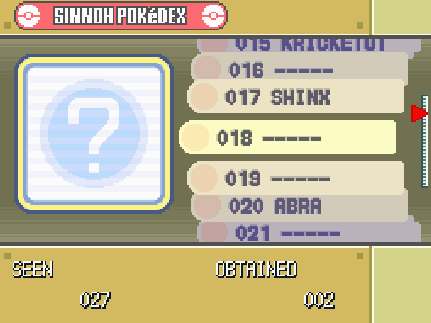 SINNOH POKéDEX
015 KRICKETOT
016 -----
017 SHINX
018 -----
019 -----
020 ABRA
021 -----
SEEN OBTAINED
027 002